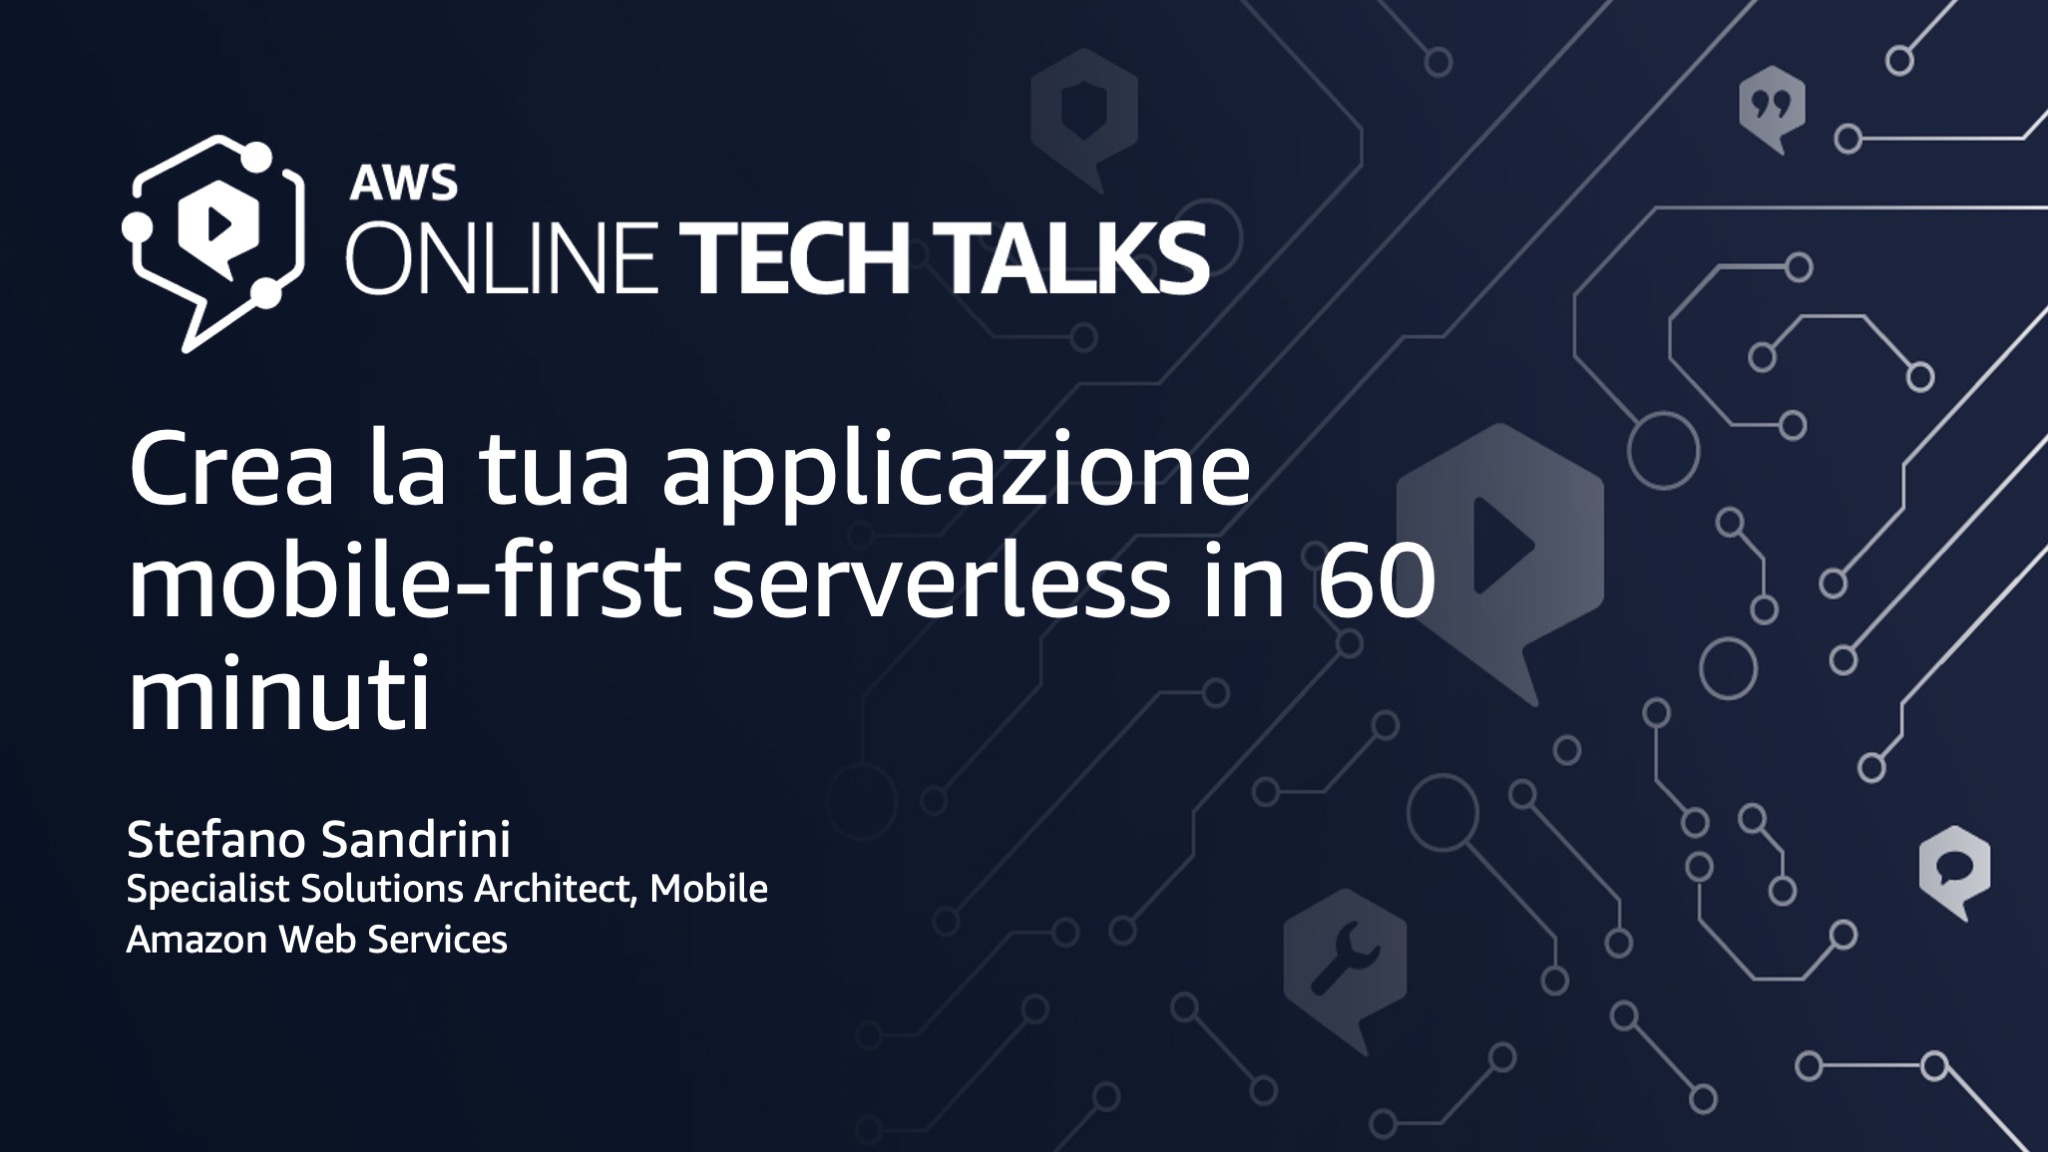 AWS
ONLINE TECH TALKS
Crea la tua applicazione
mobile-first serverless in 60
minuti
Stefano Sandrini
Specialist Solutions Architect, Mobile
Amazon Web Services